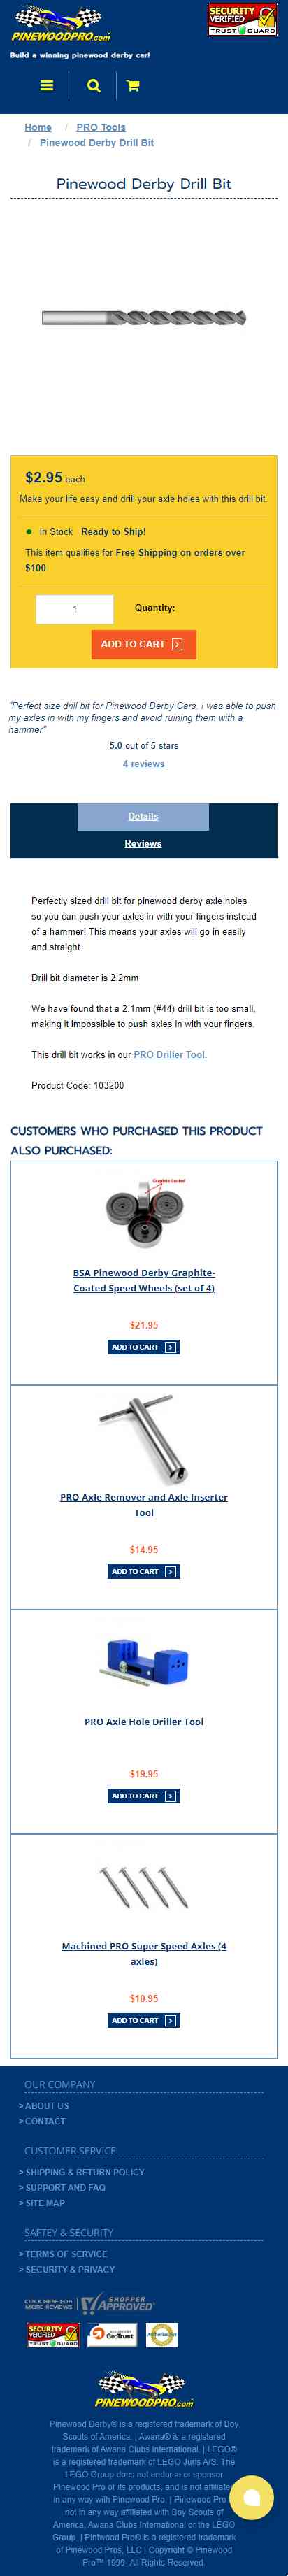 PINEWOODPRO.COM
SECURITY
VERIFIED
TRUST GUARD
Build a winning pinewood derby car!
Home / PRO Tools
/ Pinewood Derby Drill Bit
Pinewood Derby Drill Bit
$2.95 each
Make your life easy and drill your axle holes with this drill bit.
In Stock Ready to Ship!
This item qualifies for Free Shipping on orders over
$100
1
Quantity:
ADD TO CART
"Perfect size drill bit for Pinewood Derby Cars. I was able to push
my axles in with my fingers and avoid ruining them with a
hammer"
5.0 out of 5 stars
4 reviews
Details
Reviews
Perfectly sized drill bit for pinewood derby axle holes
so you can push your axles in with your fingers instead
of a hammer! This means your axles will go in easily
and straight.
Drill bit diameter is 2.2mm
We have found that a 2.1mm (#44) drill bit is too small,
making it impossible to push axles in with your fingers.
This drill bit works in our PRO Driller Tool.
Product Code: 103200
CUSTOMERS WHO PURCHASED THIS PRODUCT
ALSO PURCHASED:
Graphite Coated
BSA Pinewood Derby Graphite-
Coated Speed Wheels (set of 4)
$21.95
ADD TO CART
PRO Axle Remover and Axle Inserter
Tool
$14.95
ADD TO CART
PRO Axle Hole Driller Tool
$19.95
ADD TO CART
Machined PRO Super Speed Axles (4
axles)
$10.95
ADD TO CART
OUR COMPANY
> ABOUT US
> CONTACT
CUSTOMER SERVICE
> SHIPPING & RETURN POLICY
> SUPPORT AND FAQ
> SITE MAP
SAFTEY & SECURITY
> TERMS OF SERVICE
> SECURITY & PRIVACY
CLICK HERE FOR
MORE REVIEWS
SHOPPER
APPROVED
SECURITY
VERIFIED
TRUST GUARD
GeoTrust
PINEWOODPRO.COM
Pinewood Derby® is a registered trademark of Boy
Scouts of America. | Awana® is a registered
trademark of Awana Clubs International. | LEGO®
is a registered trademark of LEGO Juris A/S. The
LEGO Group does not endorse or sponsor
Pinewood Pro or its products, and is not affiliate
in any way with Pinewood Pro. | Pinewood Pro
not in any way affiliated with Boy Scouts of
America, Awana Clubs International or the LEGO
Group. | Pintwood Pro® is a registered trademark
of Pinewood Pros, LLC | Copyright © Pinewood
Pro™ 1999- All Rights Reserved.